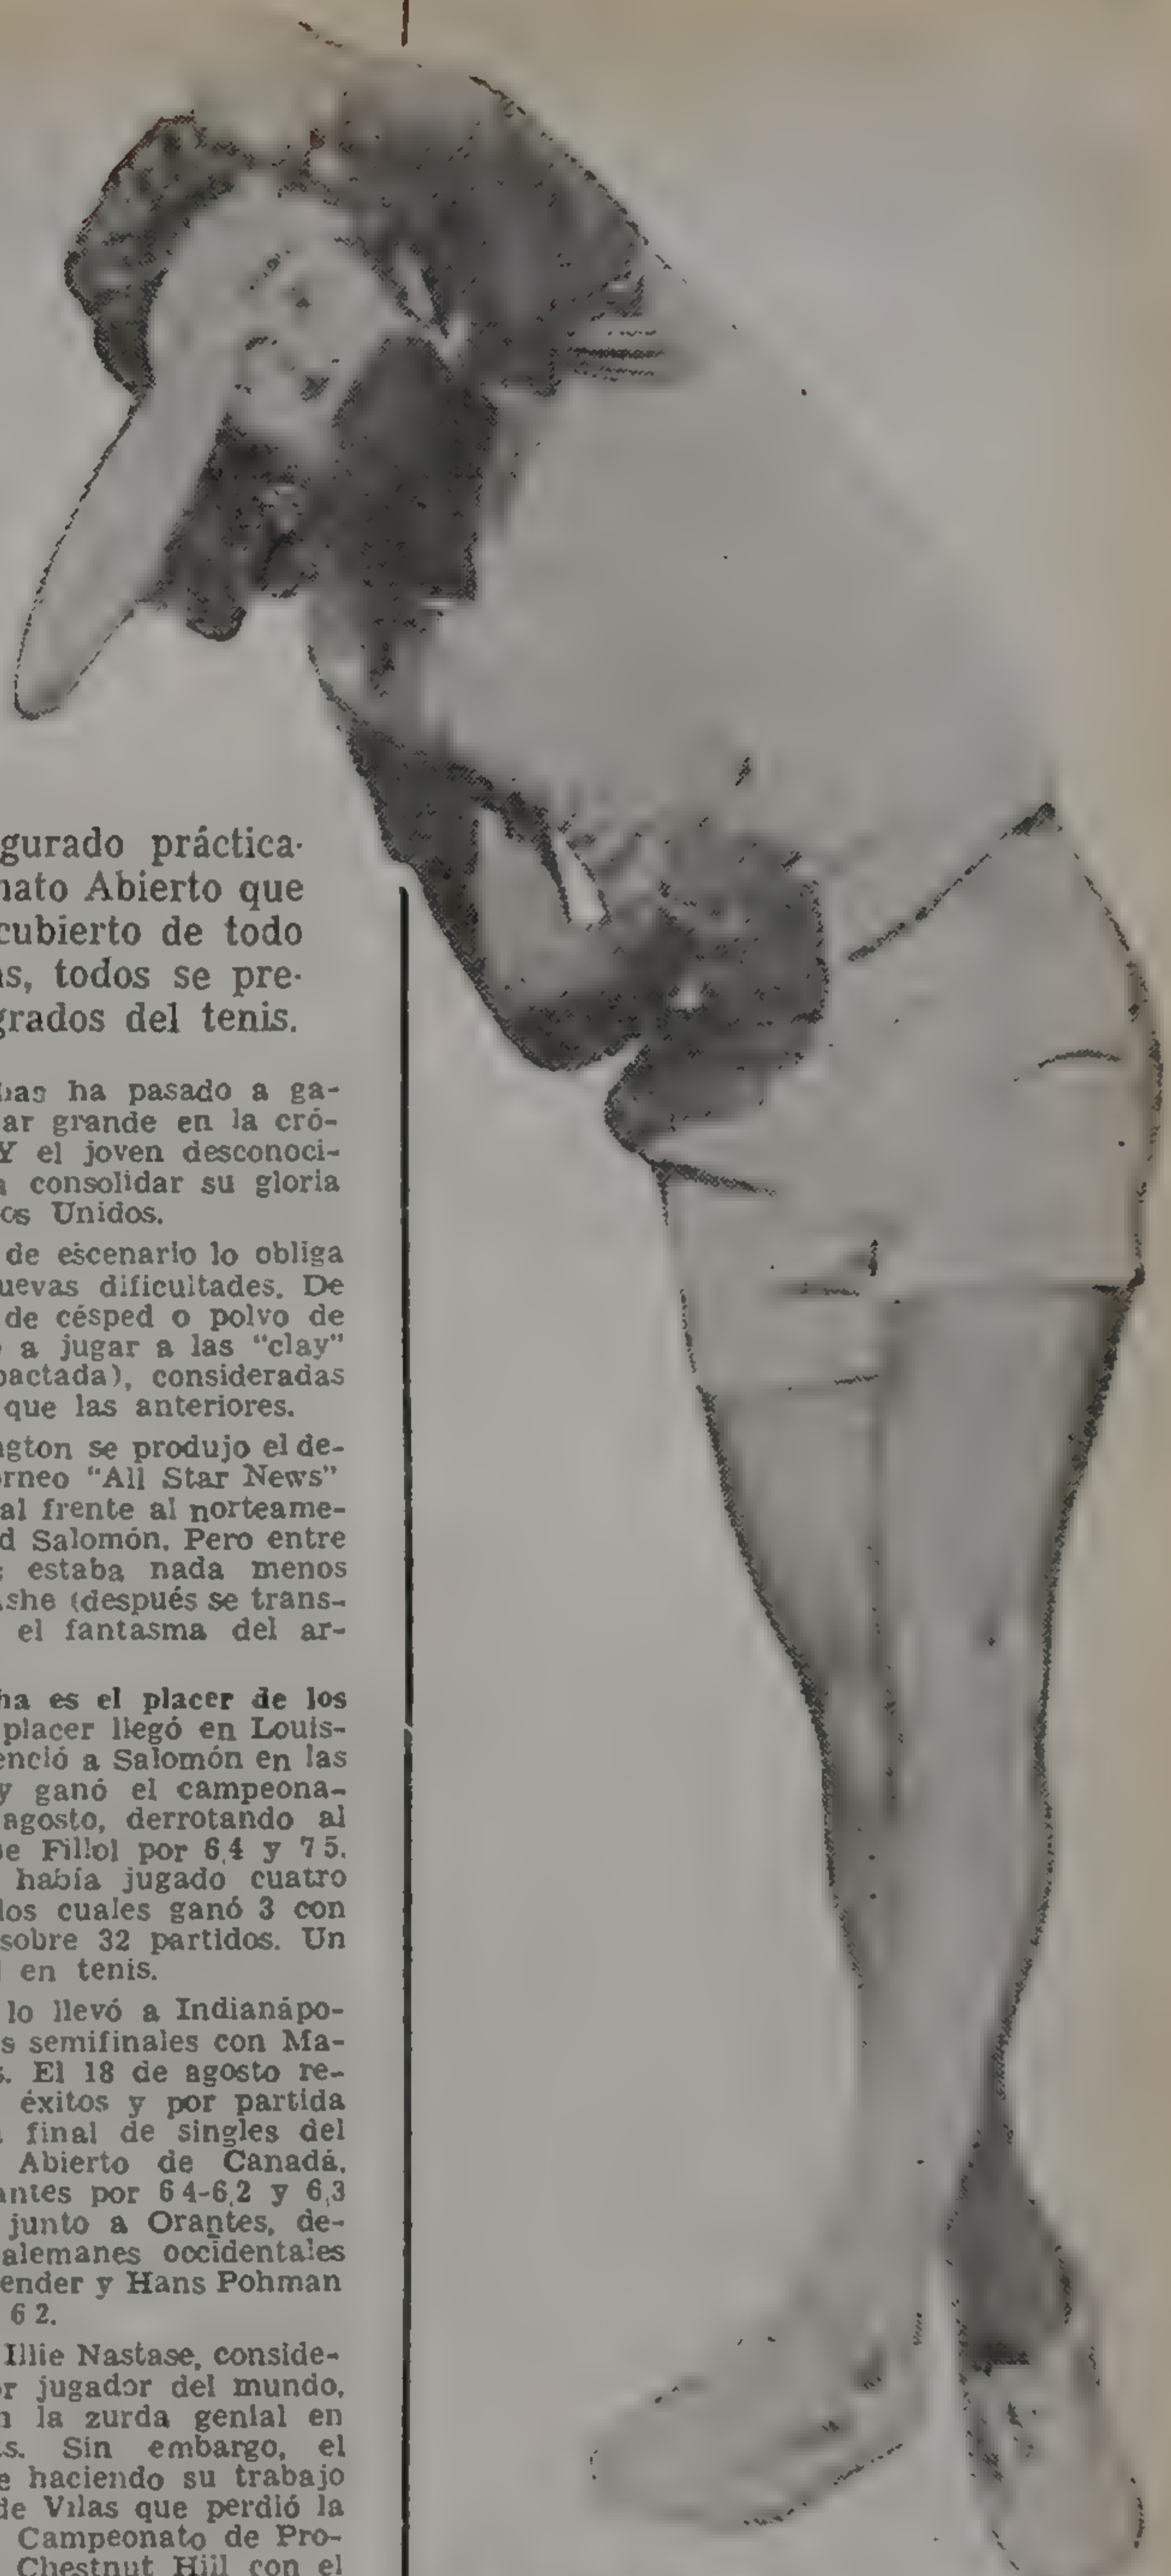 gurado práctica-
nato Abierto que
cubierto de todo
as, todos se pre-
grados del tenis.
has ha pasado a ga-
ar grande en la cró-
Y el joven desconoci-
a consolidar su gloria
os Unidos.
de escenario lo obliga
uevas dificultades. De
de césped o polvo de
a jugar a las "clay"
pactada), consideradas
que las anteriores.
ngton se produjo el de-
orneo "All Star News"
al frente al norteame-
d Salomón. Pero entre
s estaba nada menos
Ashe (después se trans-
el fantasma del ar-
ha es el placer de los
placer llegó en Louis-
enció a Salomón en las
y ganó el campeona-
agosto, derrotando al
e Fillol por 6,4 y 7 5.
había jugado cuatro
los cuales ganó 3 con
sobre 32 partidos. Un
en tenis.
lo llevó a Indianápo-
s semifinales con Ma-
s. El 18 de agosto re-
éxitos y por partida
a final de singles del
Abierto de Canadá,
antes por 6 4-6,2 y 6,3
junto a Orantes, de-
alemanes occidentales
ender y Hans Pohman
6 2.
Illie Nastase, conside-
or jugador del mundo,
n la zurda genial en
s. Sin embargo, el
e haciendo su trabajo
de Vilas que perdió la
Campeonato de Pro-
Chestnut Hill con el